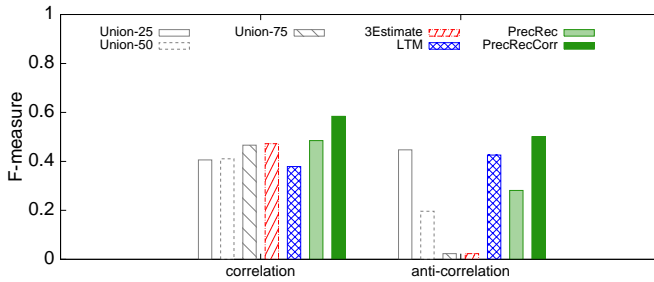 1
0.8
0.6
0.4
0.2
0
F-measure
Union-25
Union-50
Union-75
3Estimate
LTM
PrecRec
PrecRecCorr
correlation
anti-correlation